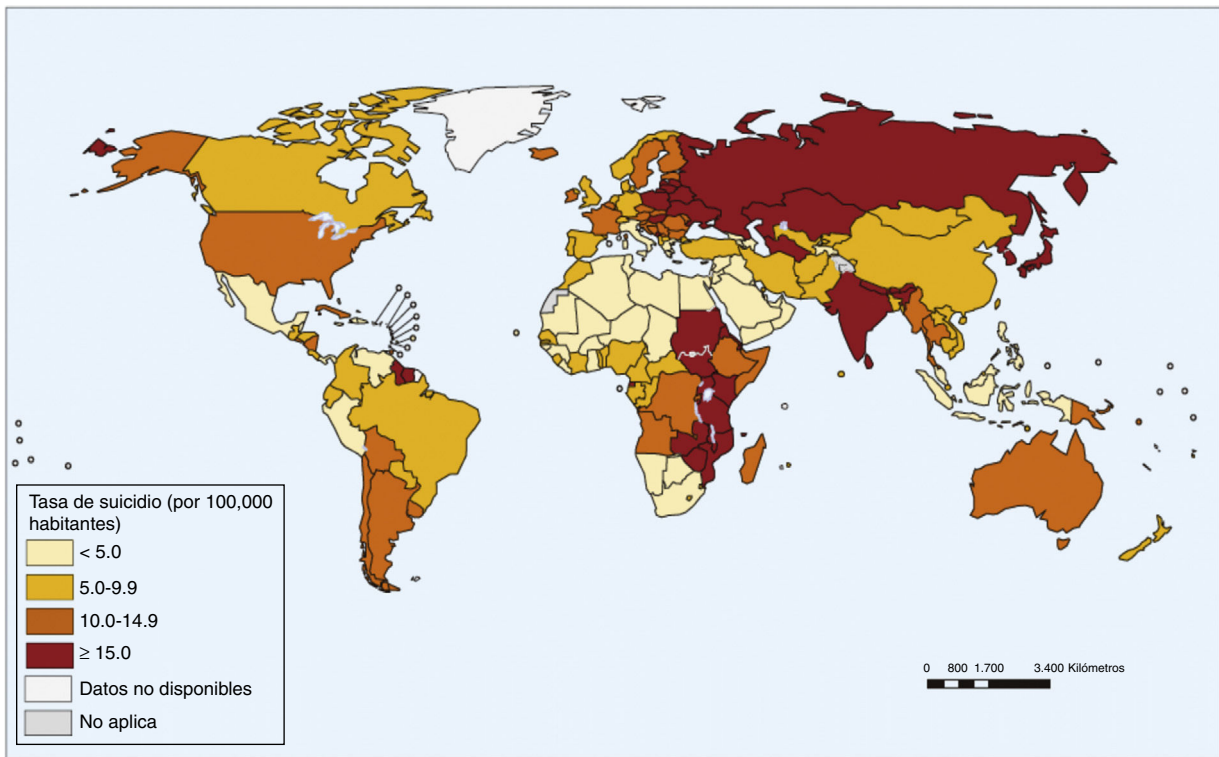 Tasa de suicidio (por 100,000
habitantes)
< 5.0
5.0-9.9
10.0-14.9
≥ 15.0
Datos no disponibles
No aplica
0 800 1.700 3.400 Kilómetros